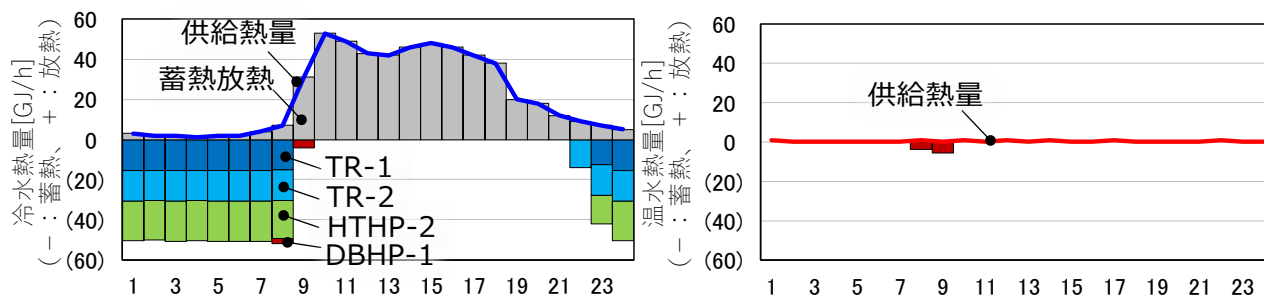 冷水熱量[GJ/h]
(－:蓄熱、 +:放熱)
60
40
20
0
(20)
(40)
(60)
供給熱量
蓄熱放熱
TR-1
TR-2
HTHP-2
DBHP-1
1 3 5 7 9 11 13 15 17 19 21 23
温水熱量[GJ/h]
(－:蓄熱、 +:放熱)
60
40
20
0
(20)
(40)
(60)
供給熱量
1 3 5 7 9 11 13 15 17 19 21 23